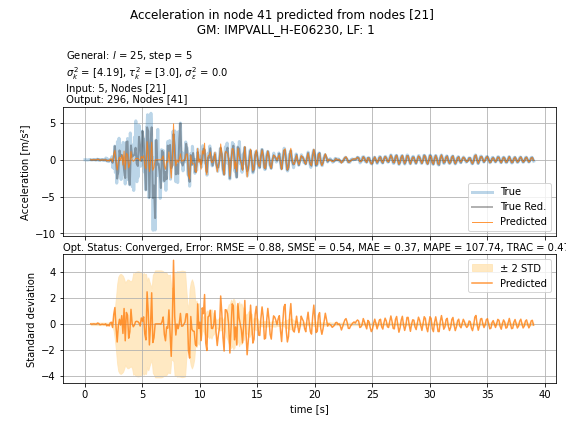 Acceleration in node 41 predicted from nodes [21]
GM: IMPVALL_H-E06230, LF: 1
General: l = 25, step = 5
σ²ₖ = [4.19], τ²ₖ = [3.0], σ²ε = 0.0
Input: 5, Nodes [21]
Output: 296, Nodes [41]
Acceleration [m/s²]
5
0
−5
−10
True
True Red.
Predicted
Opt. Status: Converged, Error: RMSE = 0.88, SMSE = 0.54, MAE = 0.37, MAPE = 107.74, TRAC = 0.47
Standard deviation
4
2
0
−2
−4
± 2 STD
Predicted
0 5 10 15 20 25 30 35 40
time [s]